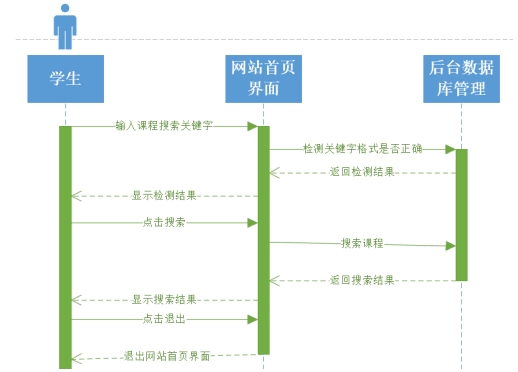 学生
网站首页
界面
后台数据
库管理
输入课程搜索关键字
检测关键字格式是否正确
返回检测结果
显示检测结果
点击搜索
搜索课程
返回搜索结果
显示搜索结果
点击退出
退出网站首页界面